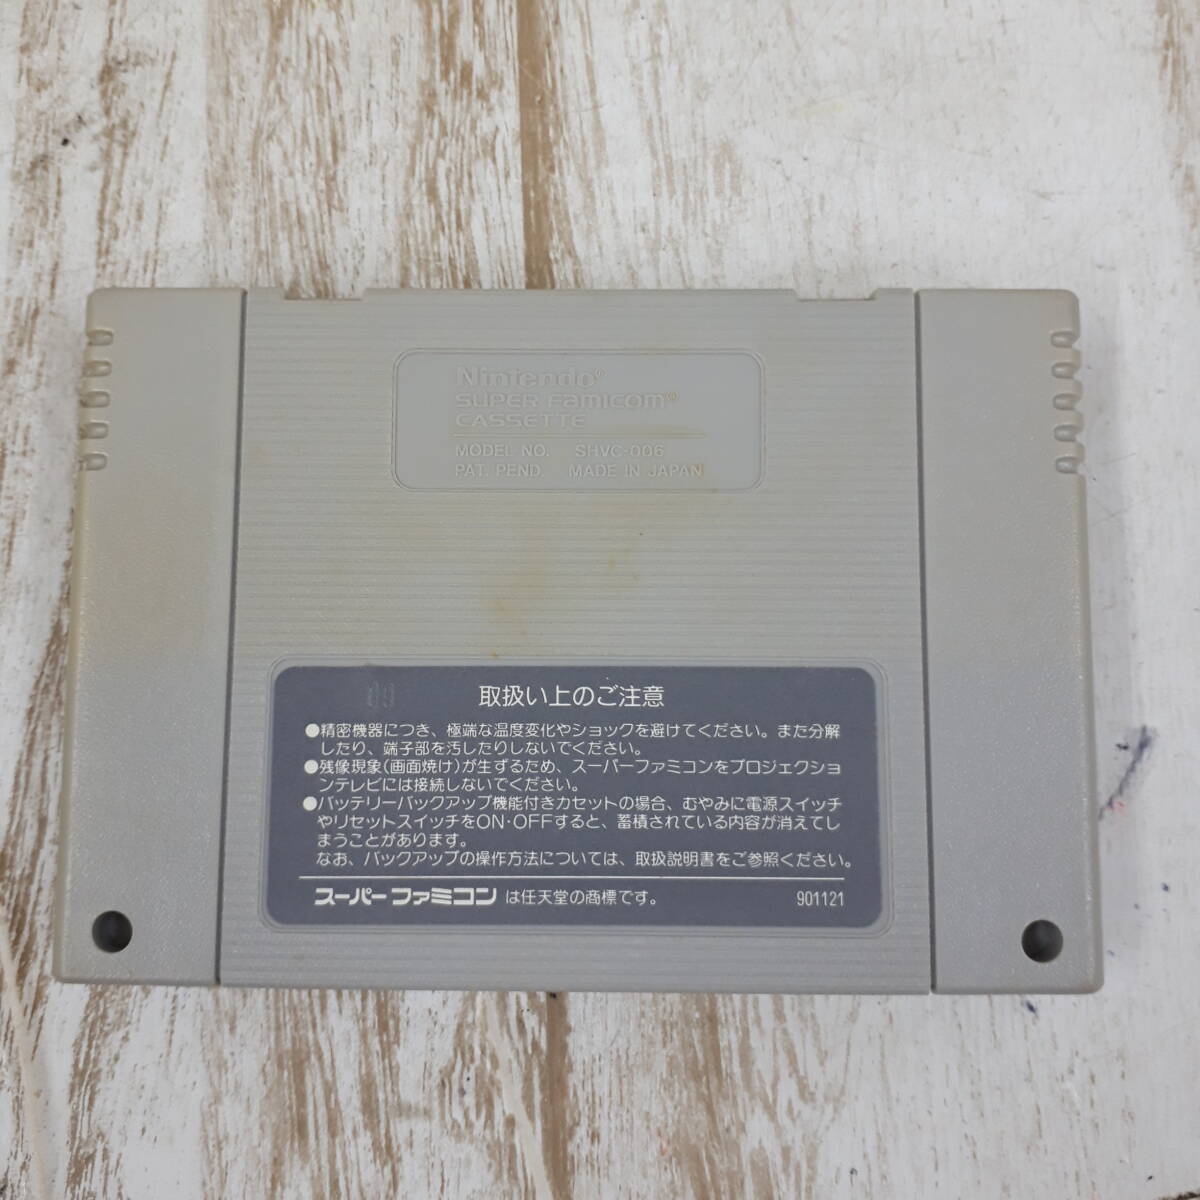 Nintendo®
SUPER FAMICOM®
CASSETTE
MODEL NO. SHVC-006
PAT. PEND. MADE IN JAPAN
09
取扱い上のご注意
●精密機器につき、極端な温度変化やショックを避けてください。また分解
したり、端子部を汚したりしないでください。
●残像現象(画面焼け)が生ずるため、スーパーファミコンをプロジェクショ
ンテレビには接続しないでください。
●バッテリーバックアップ機能付きカセットの場合、むやみに電源スイッチ
やリセットスイッチをON・OFFすると、蓄積されている内容が消えてし
まうことがあります。
なお、バックアップの操作方法については、取扱説明書をご参照ください。
スーパーファミコン は任天堂の商標です。 901121